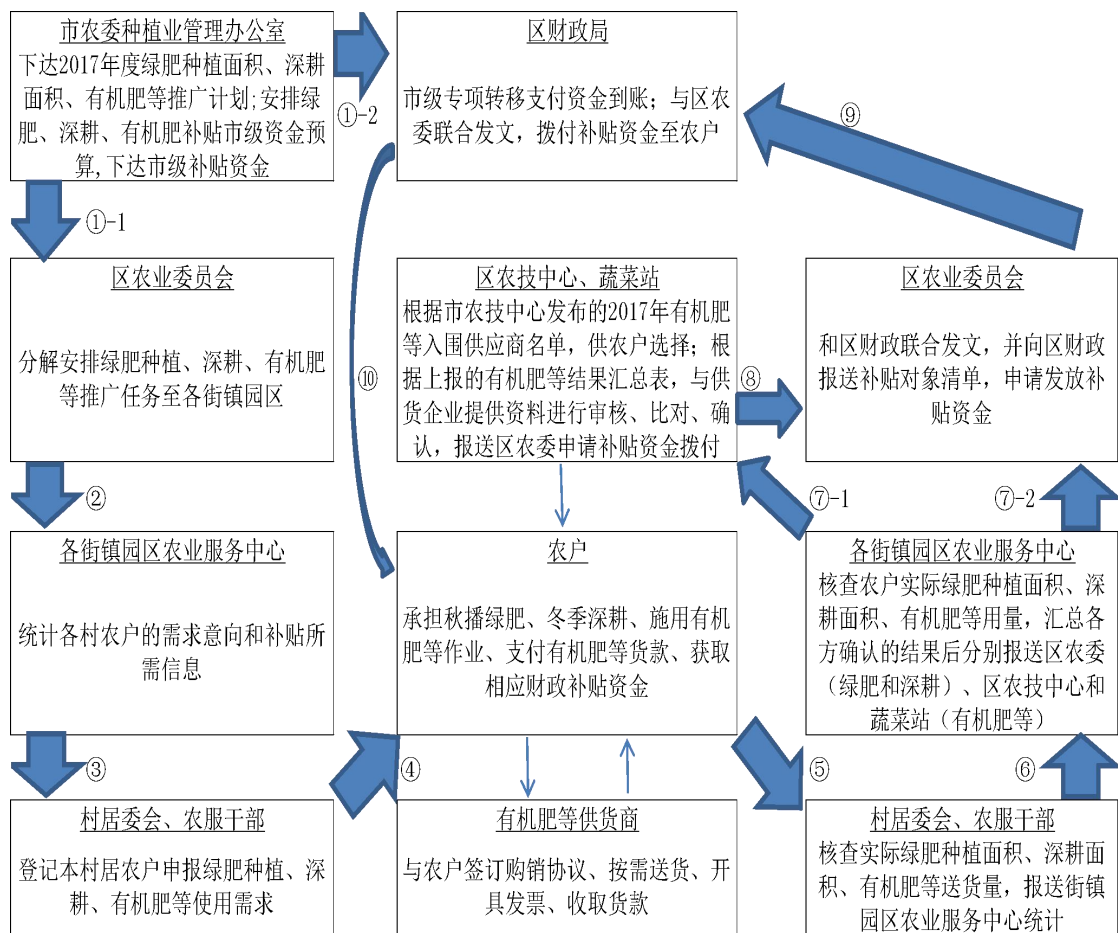 市农委种植业管理办公室
下达2017年度绿肥种植面积、深耕
面积、有机肥等推广计划;安排绿
肥、深耕、有机肥补贴市级资金预
算,下达市级补贴资金
①-2
区财政局
市级专项转移支付资金到账；与区农
委联合发文，拨付补贴资金至农户
⑨
①-1
区农业委员会
分解安排绿肥种植、深耕、有机肥
等推广任务至各街镇园区
⑩
区农技中心、蔬菜站
根据市农技中心发布的2017年有机肥
等入围供应商名单，供农户选择；根
据上报的有机肥等结果汇总表，与供
货企业提供资料进行审核、比对、确
认，报送区农委申请补贴资金拨付
⑧
区农业委员会
和区财政联合发文，并向区财政
报送补贴对象清单，申请发放补
贴资金
②
⑦-1
⑦-2
各街镇园区农业服务中心
统计各村农户的需求意向和补贴所
需信息
农户
承担秋播绿肥、冬季深耕、施用有机
肥等作业、支付有机肥等货款、获取
相应财政补贴资金
各街镇园区农业服务中心
核查农户实际绿肥种植面积、深
耕面积、有机肥等用量，汇总各
方确认的结果后分别报送区农委
（绿肥和深耕）、区农技中心和
蔬菜站（有机肥等）
③
④
⑤
⑥
村居委会、农服干部
登记本村居农户申报绿肥种植、深
耕、有机肥等使用需求
有机肥等供货商
与农户签订购销协议、按需送货、开
具发票、收取货款
村居委会、农服干部
核查实际绿肥种植面积、深耕面
积、有机肥等送货量，报送街镇
园区农业服务中心统计